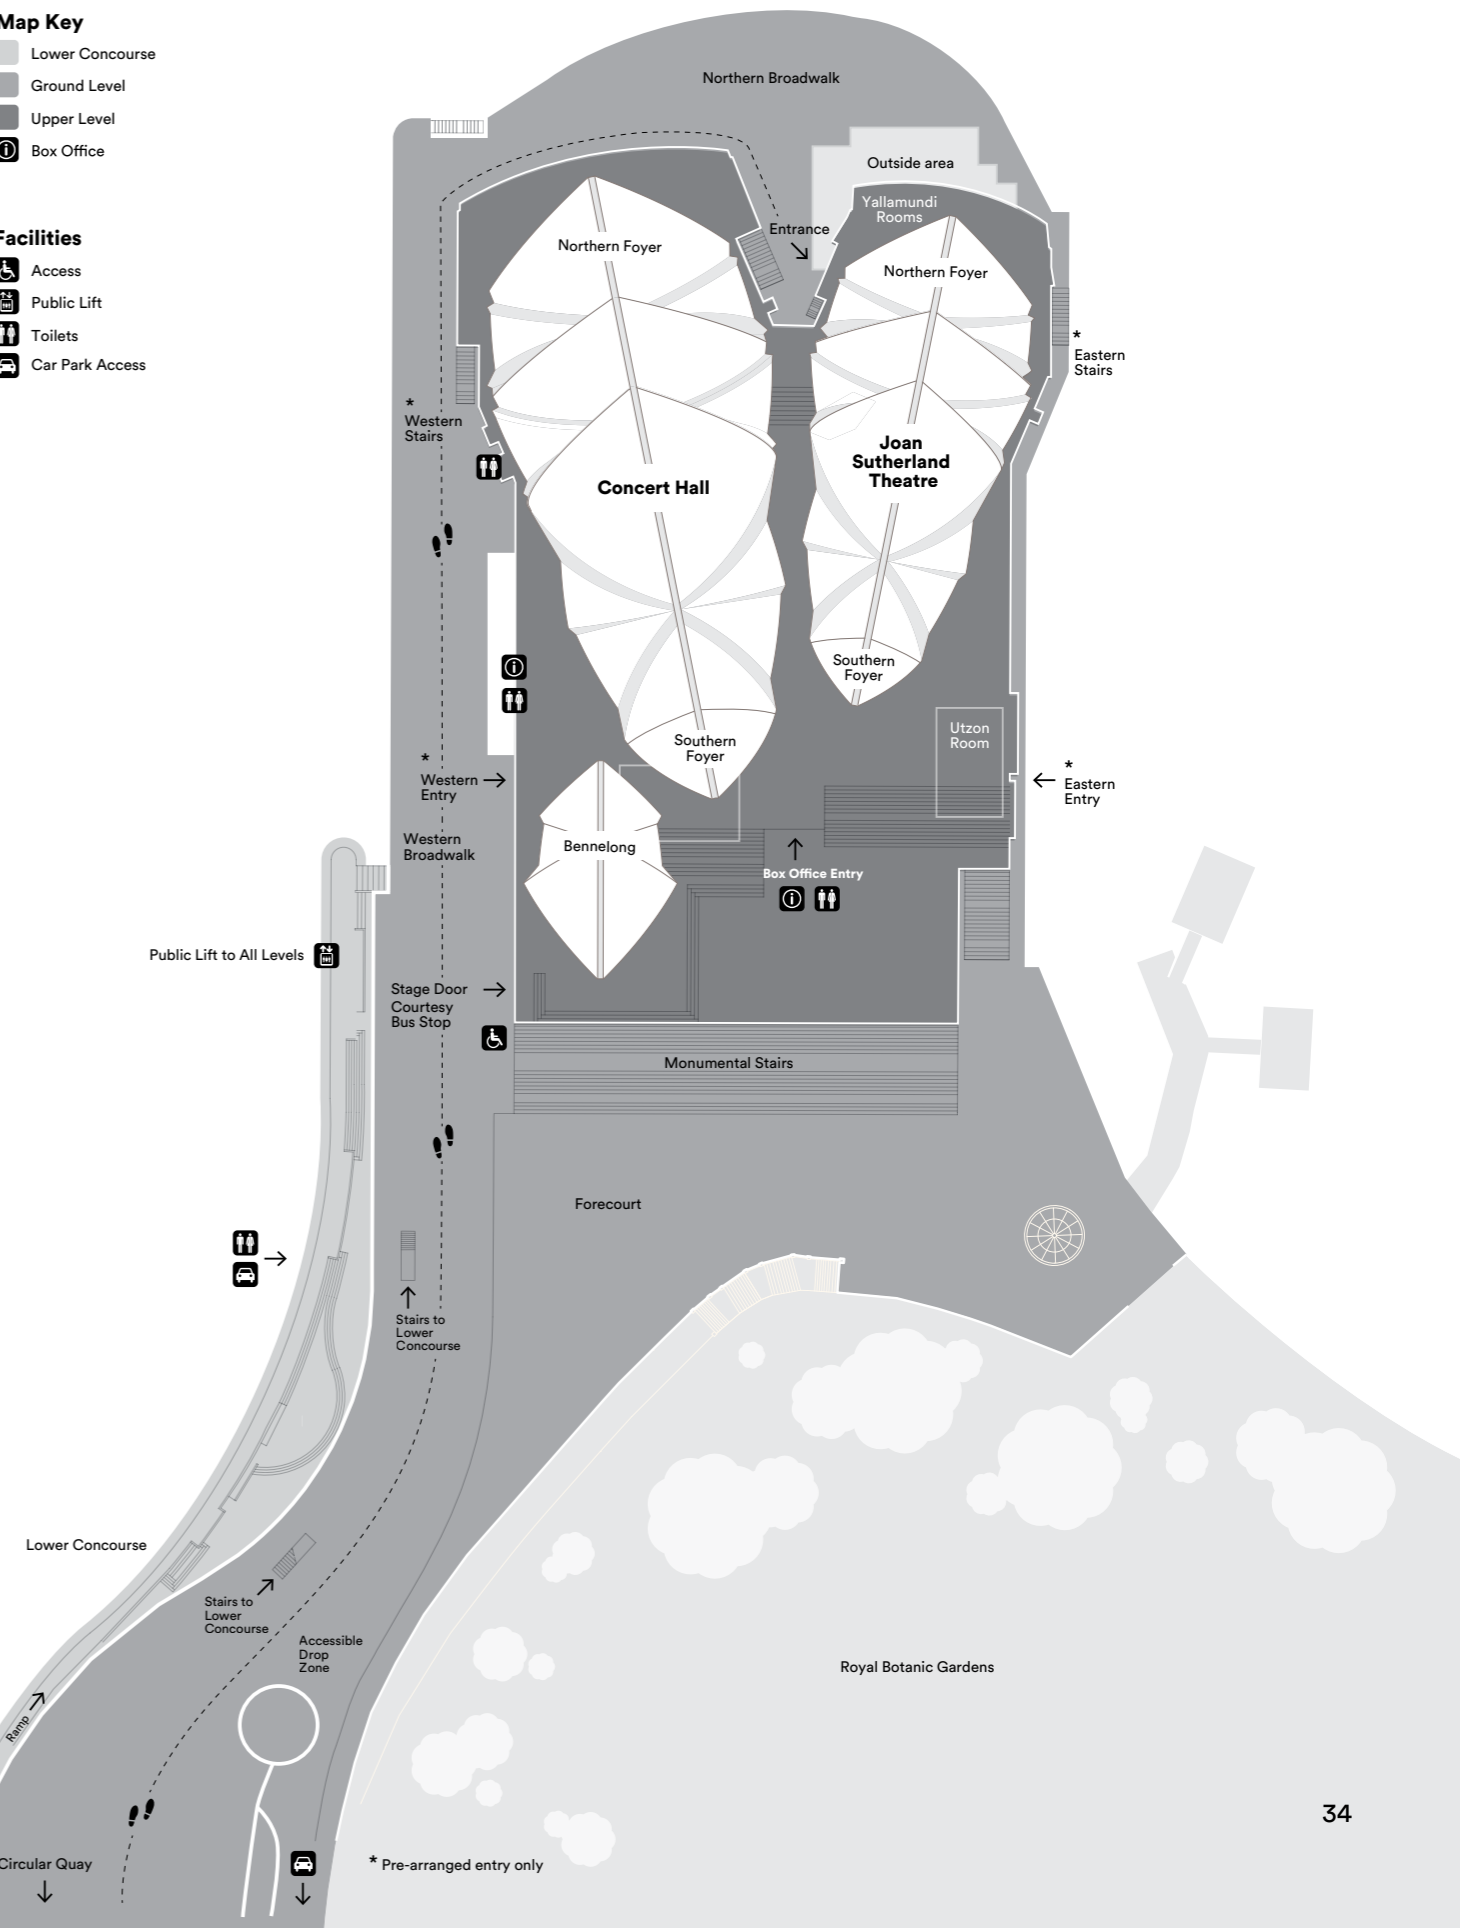 Map Key
Lower Concourse
Ground Level
Upper Level
Box Office
Facilities
Access
Public Lift
Toilets
Car Park Access
Northern Broadwalk
Outside area
Yallamundi
Rooms
Entrance
Northern Foyer
Northern Foyer
*
Eastern
Stairs
*
Western
Stairs
Joan
Sutherland
Theatre
Concert Hall
Southern
Foyer
Southern
Foyer
Utzon
Room
*
Western
Entry
*
Eastern
Entry
Western
Broadwalk
Bennelong
Box Office Entry
Public Lift to All Levels
Stage Door
Courtesy
Bus Stop
Monumental Stairs
Forecourt
Stairs to
Lower
Concourse
Lower Concourse
Stairs to
Lower
Concourse
Accessible
Drop
Zone
Royal Botanic Gardens
Ramp
34
Circular Quay
* Pre-arranged entry only